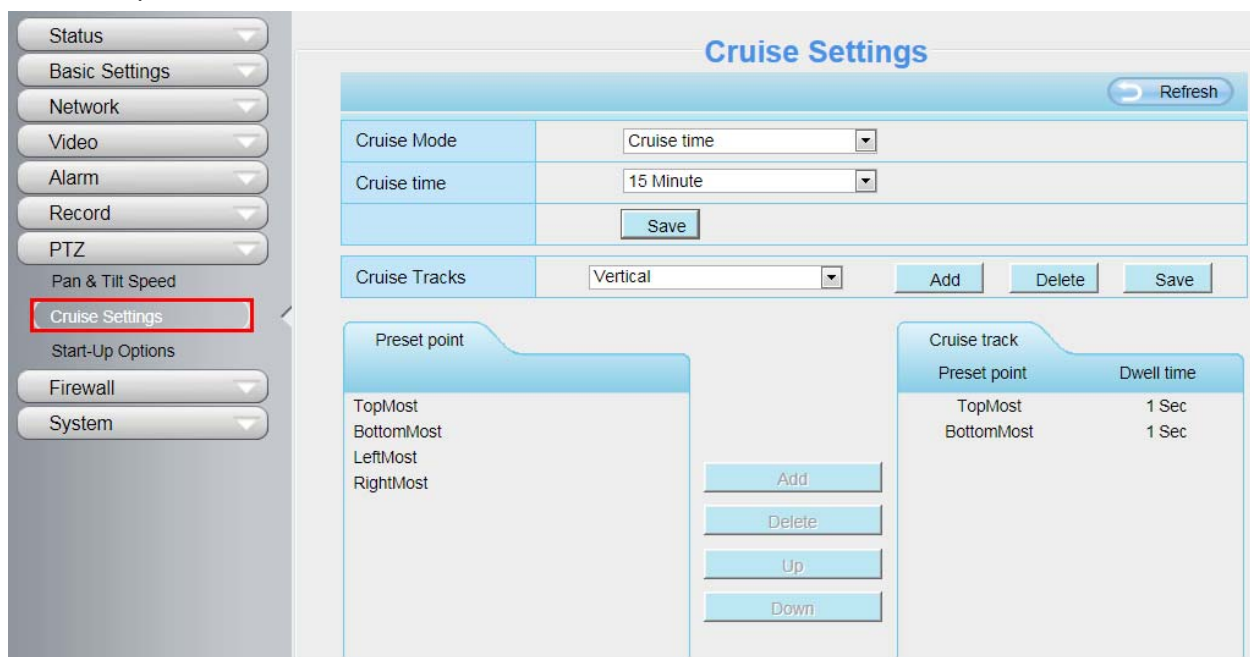 Status
Basic Settings
Network
Video
Alarm
Record
PTZ
Pan & Tilt Speed
Cruise Settings
Start-Up Options
Firewall
System
Cruise Settings
Refresh
Cruise Mode Cruise time
Cruise time 15 Minute
Save
Cruise Tracks Vertical Add Delete Save
Preset point
TopMost
BottomMost
LeftMost
RightMost
Add
Delete
Up
Down
Cruise track
Preset point Dwell time
TopMost 1 Sec
BottomMost 1 Sec